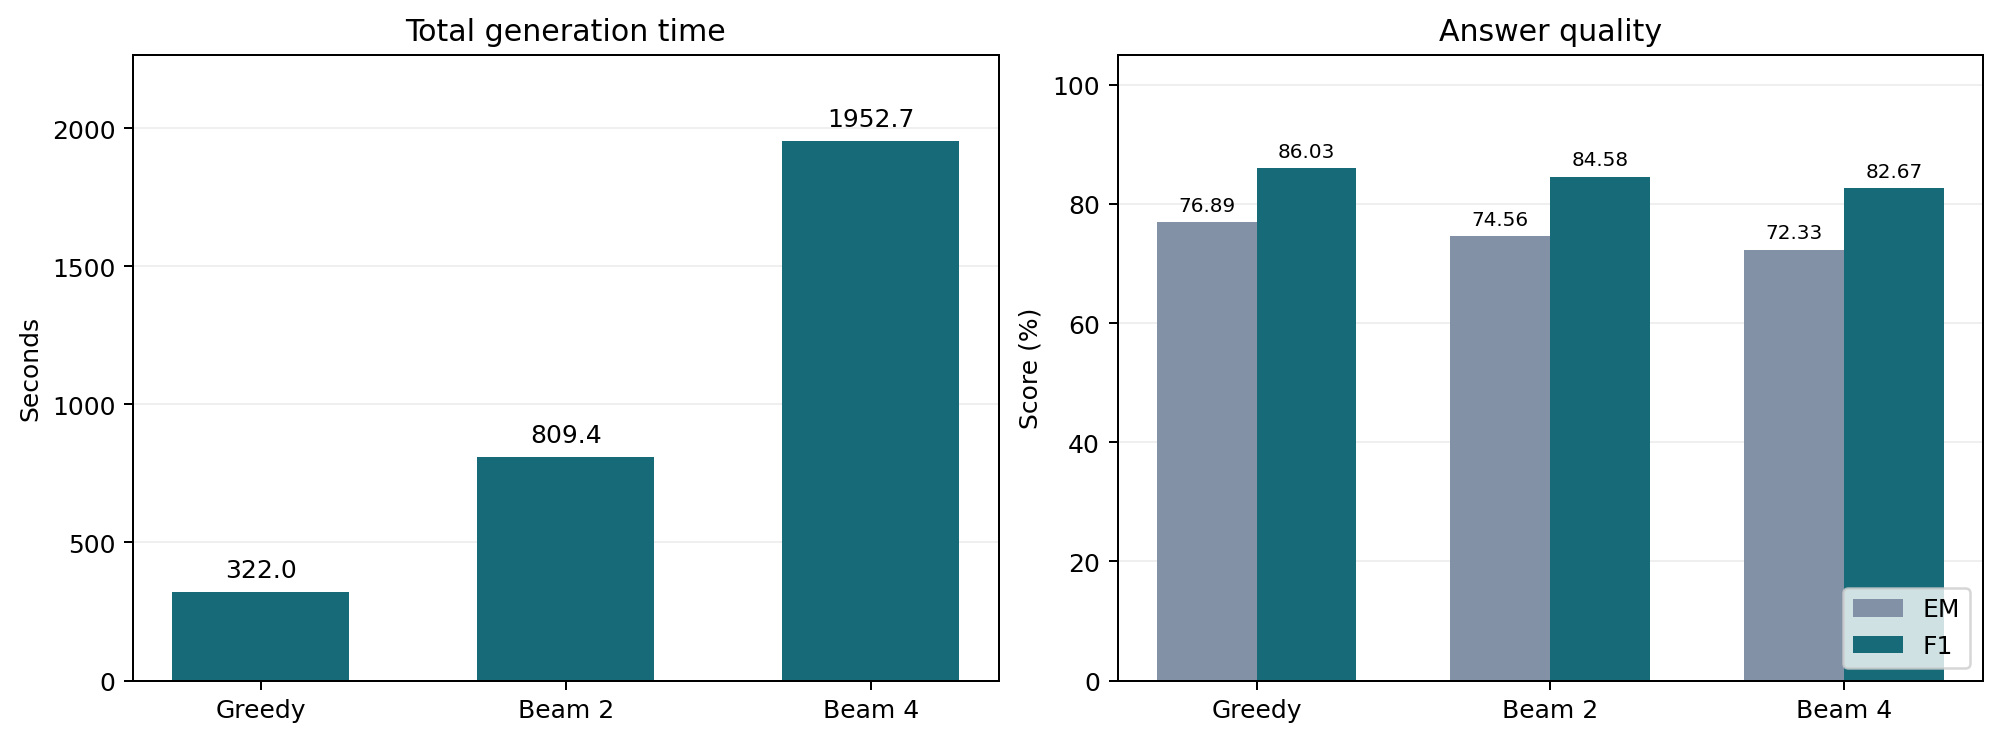 Total generation time
Seconds
2000
1500
1000
500
0
322.0
809.4
1952.7
Greedy
Beam 2
Beam 4
Answer quality
Score (%)
100
80
60
40
20
0
76.89
86.03
74.56
84.58
72.33
82.67
EM
F1
Greedy
Beam 2
Beam 4